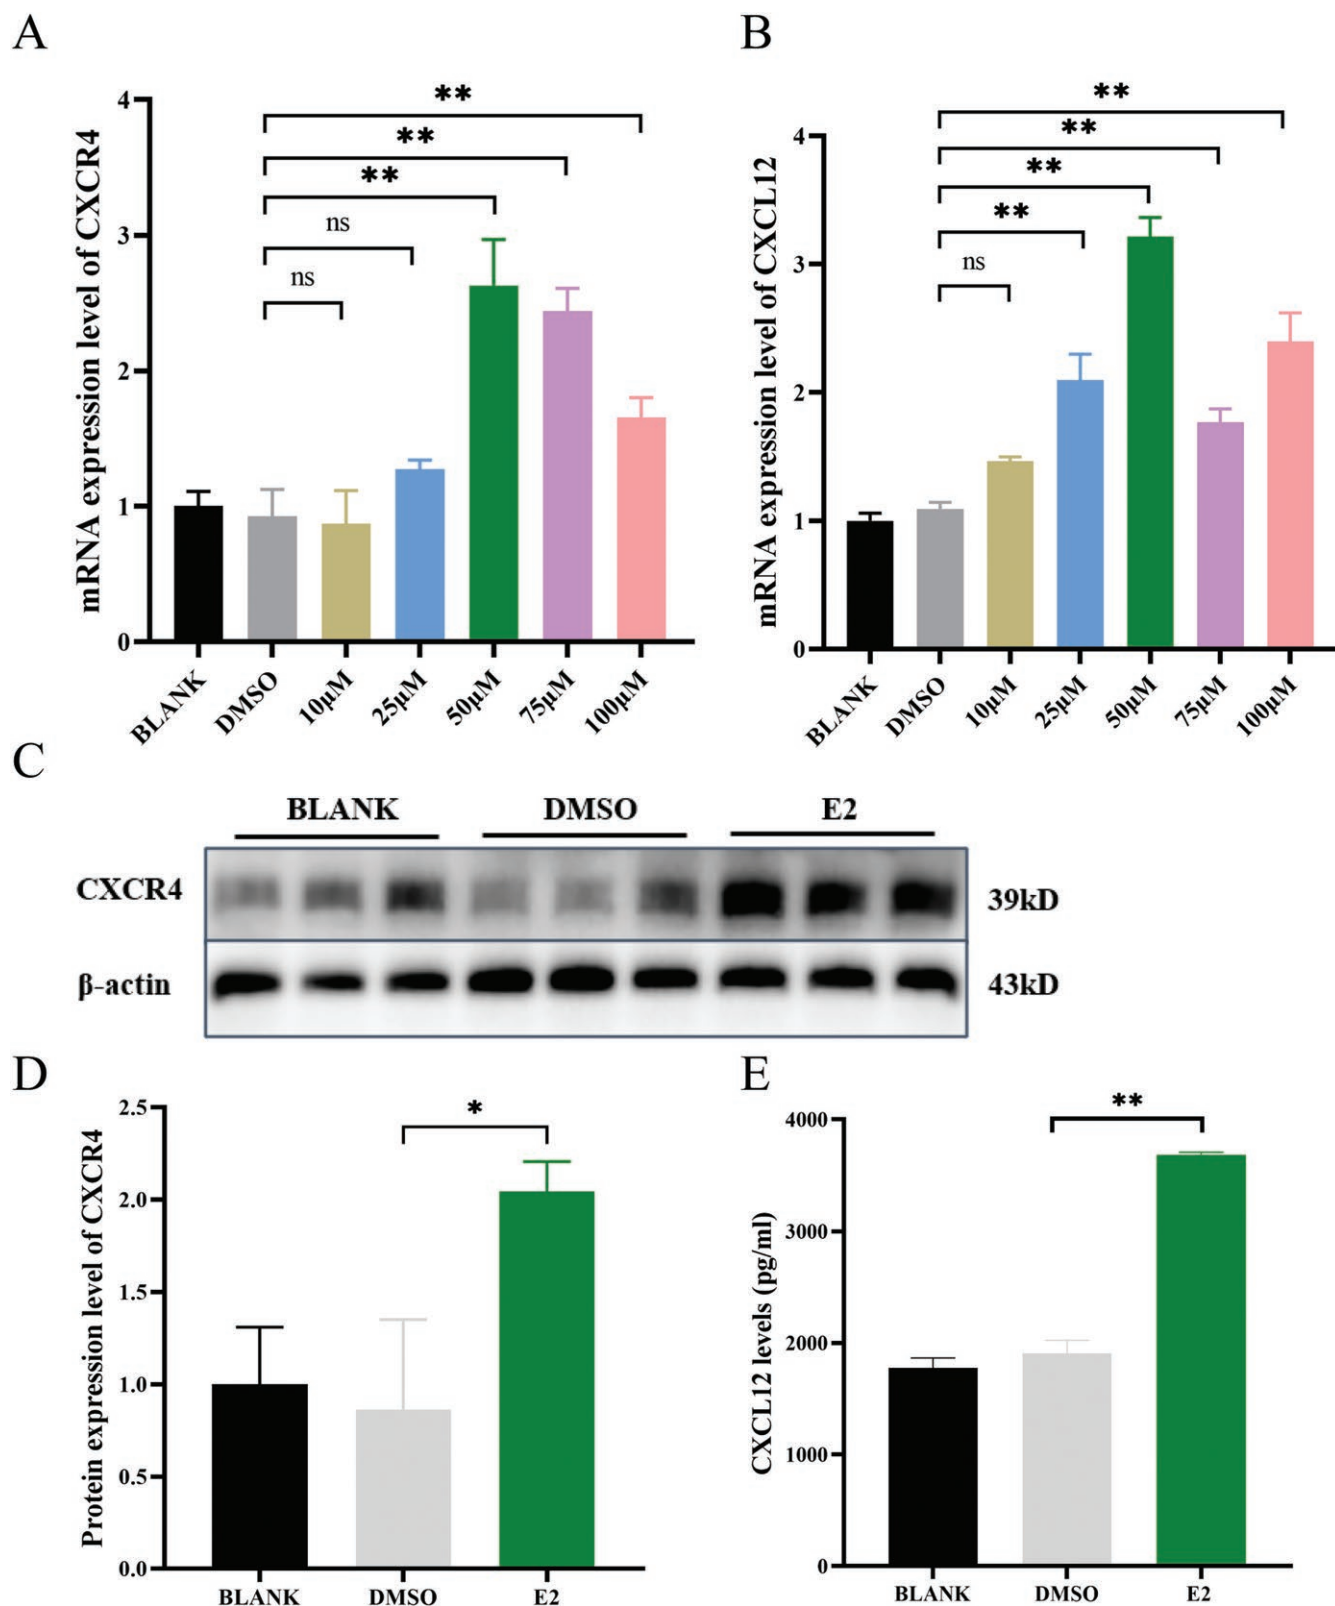 A
mRNA expression level of CXCR4
4
3
2
1
0
**
**
**
ns
ns
BLANK
DMSO
10μM
25μM
50μM
75μM
100μM
B
mRNA expression level of CXCL12
4
3
2
1
0
**
**
**
**
ns
BLANK
DMSO
10μM
25μM
50μM
75μM
100μM
C
BLANK DMSO E2
CXCR4 39kD
β-actin 43kD
D
Protein expression level of CXCR4
2.5
2.0
1.5
1.0
0.5
0.0
*
BLANK DMSO E2
E
CXCL12 levels (pg/ml)
4000
3000
2000
1000
0
**
BLANK DMSO E2